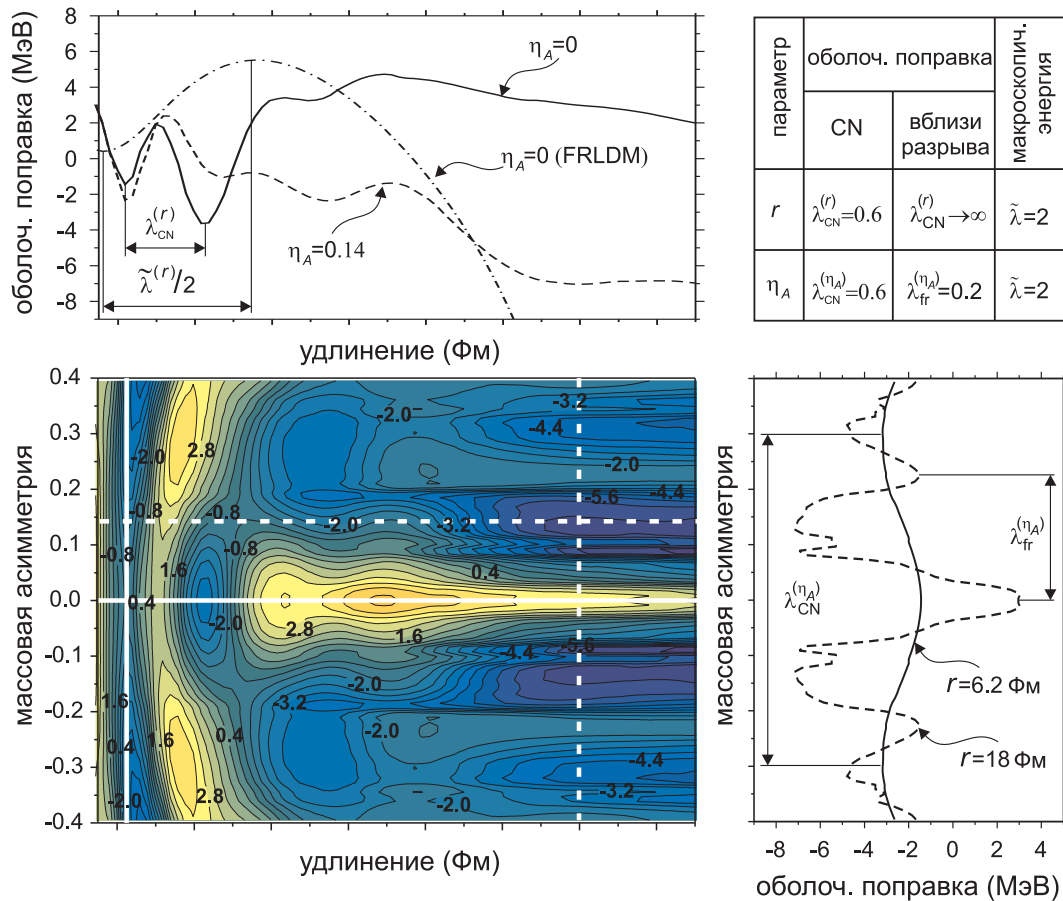 оболоч. поправка (МэВ)
8
6
4
2
0
-2
-4
-6
-8
η_A=0
η_A=0 (FRLDM)
η_A=0.14
λ_CN^(r)
λ̃^(r)/2
удлинение (Фм)
параметр
оболоч. поправка
макроскопич. энергия
CN
вблизи
разрыва
r
λ_CN^(r)=0.6
λ_CN^(r)→∞
λ̃=2
η_A
λ_CN^(η_A)=0.6
λ_fr^(η_A)=0.2
λ̃=2
массовая асимметрия
0.4
0.3
0.2
0.1
0.0
-0.1
-0.2
-0.3
-0.4
-2.0
-3.2
-4.4
-2.0
2.8
-2.0
-4.4
-5.6
-0.8
-0.8
-2.0
-3.2
-0.8
-0.8
1.6
0.4
0.4
-2.0
2.8
1.6
-4.4
-5.6
-2.0
1.6
-3.2
0.4
1.6
0.4
-2.0
-4.4
2.8
-2.0
-2.0
-3.2
удлинение (Фм)
массовая асимметрия
λ_fr^(η_A)
λ_CN^(η_A)
r=6.2 Фм
r=18 Фм
-8 -6 -4 -2 0 2 4
оболоч. поправка (МэВ)